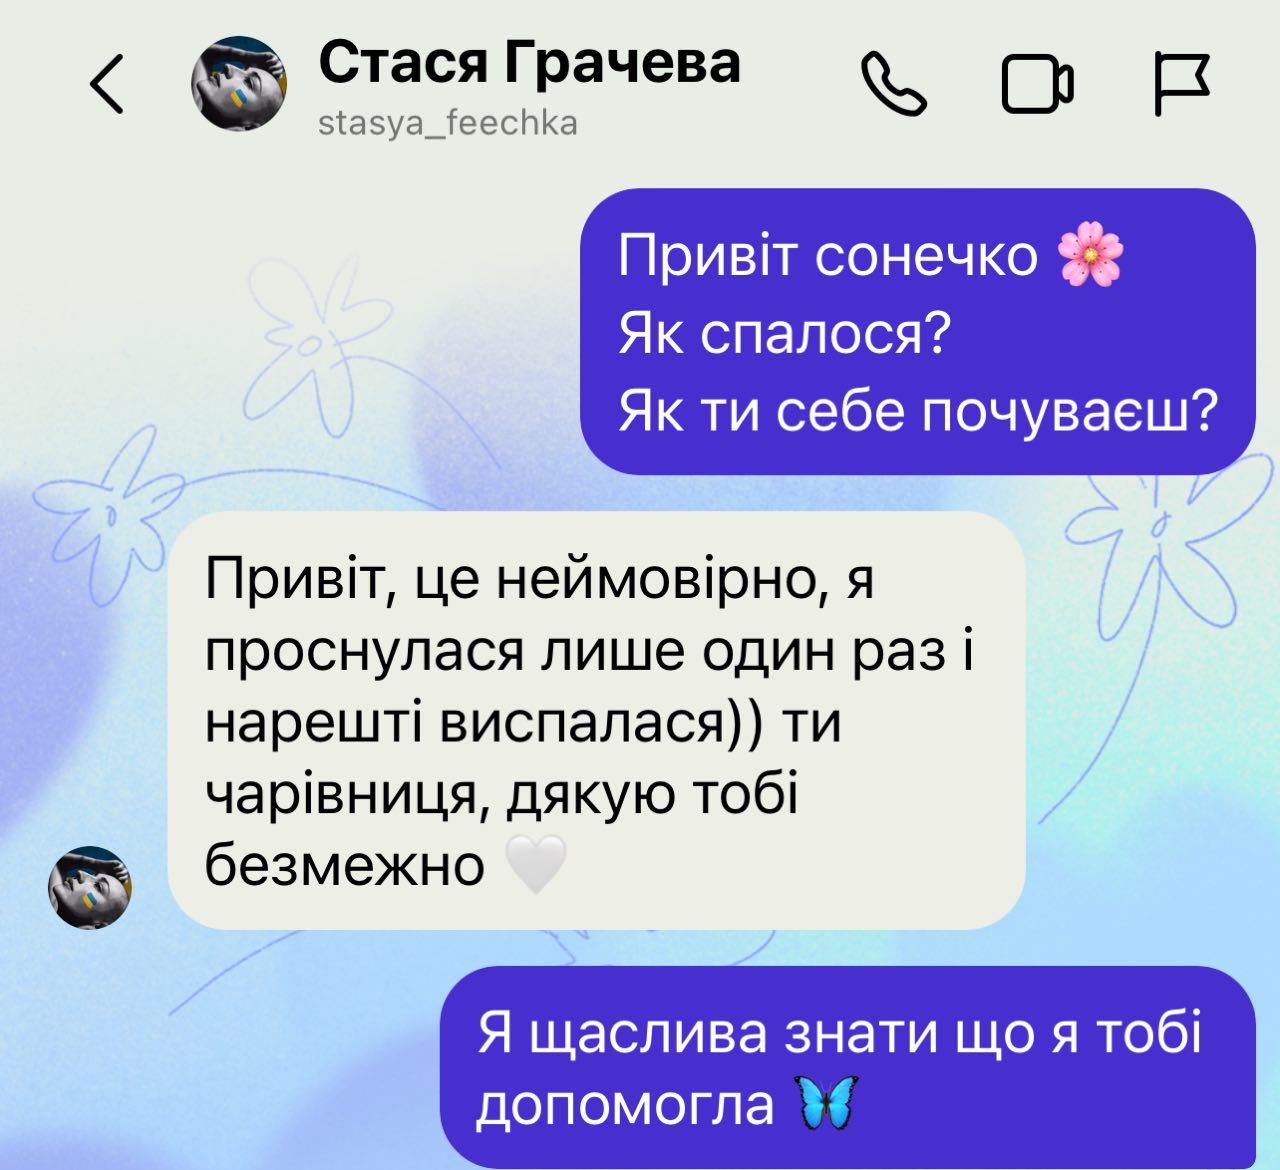 Стася Грачева
stasya_feechka
Привіт сонечко 🌸
Як спалося?
Як ти себе почуваєш?
Привіт, це неймовірно, я
проснулася лише один раз і
нарешті виспалася)) ти
чарівниця, дякую тобі
безмежно 🤍
Я щаслива знати що я тобі
допомогла 🦋